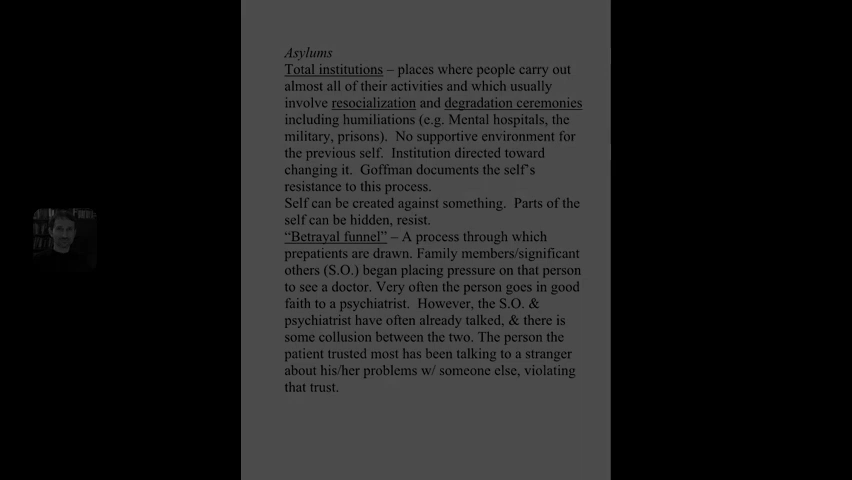 Asylums
Total institutions – places where people carry out
almost all of their activities and which usually
involve resocialization and degradation ceremonies
including humiliations (e.g. Mental hospitals, the
military, prisons).  No supportive environment for
the previous self.  Institution directed toward
changing it.  Goffman documents the self's
resistance to this process.
Self can be created against something.  Parts of the
self can be hidden, resist.
“Betrayal funnel” – A process through which
prepatients are drawn. Family members/significant
others (S.O.) began placing pressure on that person
to see a doctor. Very often the person goes in good
faith to a psychiatrist.  However, the S.O. &
psychiatrist have often already talked, & there is
some collusion between the two. The person the
patient trusted most has been talking to a stranger
about his/her problems w/ someone else, violating
that trust.